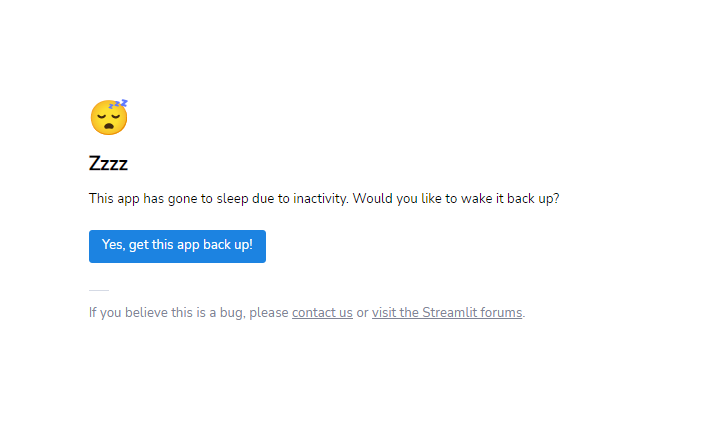 Zzzz
This app has gone to sleep due to inactivity. Would you like to wake it back up?
Yes, get this app back up!
If you believe this is a bug, please contact us or visit the Streamlit forums.